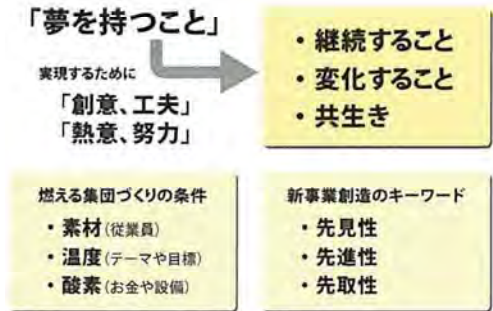 「夢を持つこと」
実現するために
「創意、工夫」
「熱意、努力」
・継続すること
・変化すること
・共生き
燃える集団づくりの条件
・素材(従業員)
・温度(テーマや目標)
・酸素(お金や設備)
新事業創造のキーワード
・先見性
・先進性
・先取性